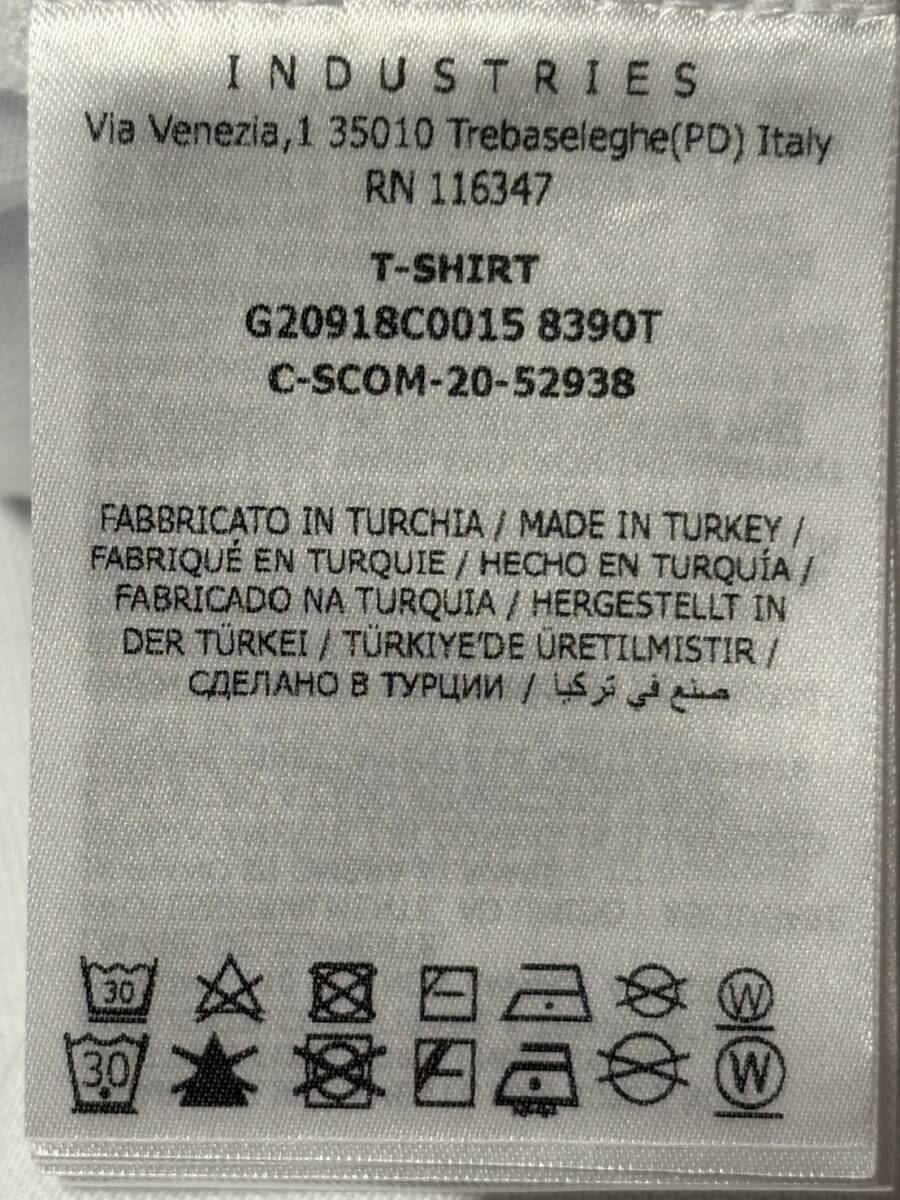 INDUSTRIES
Via Venezia,1 35010 Trebaseleghe(PD) Italy
RN 116347
T-SHIRT
G20918C0015 8390T
C-SCOM-20-52938
FABBRICATO IN TURCHIA / MADE IN TURKEY /
FABRIQUÉ EN TURQUIE / HECHO EN TURQUÍA /
FABRICADO NA TURQUIA / HERGESTELLT IN
DER TÜRKEI / TÜRKIYE'DE ÜRETILMISTIR /
СДЕЛАНО В ТУРЦИИ / صنع في تركيا
30 W
30 W